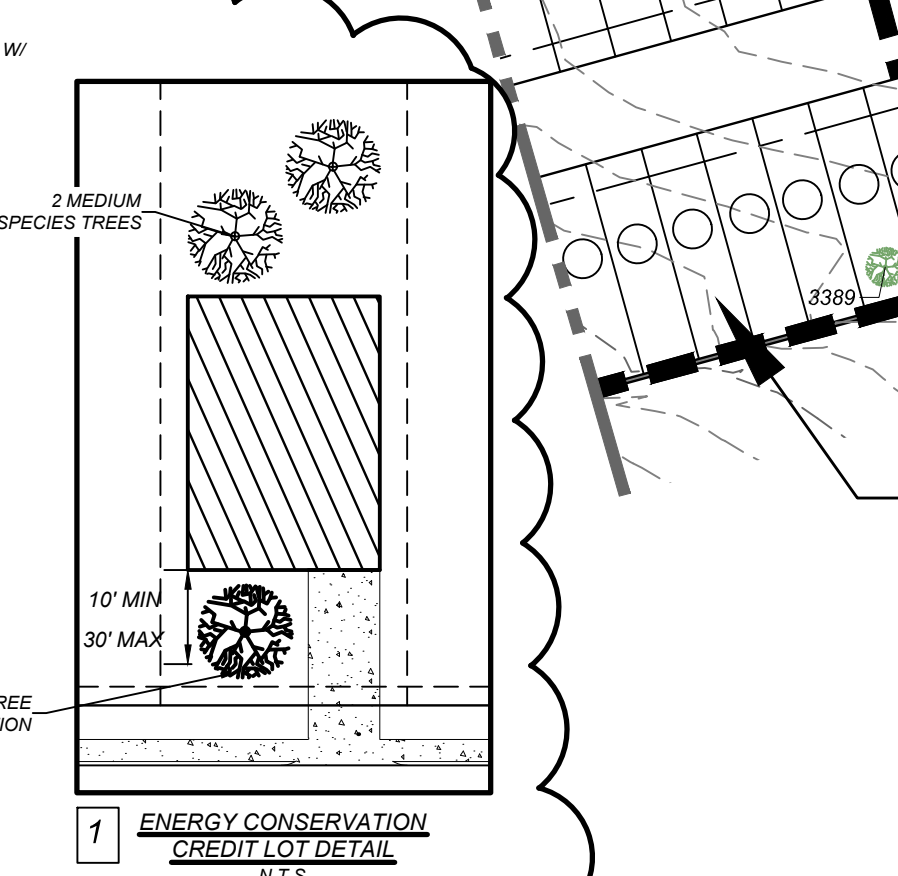 W/
2 MEDIUM
SPECIES TREES
3389
10' MIN
30' MAX
REE
ION
1
ENERGY CONSERVATION
CREDIT LOT DETAIL
N.T.S.